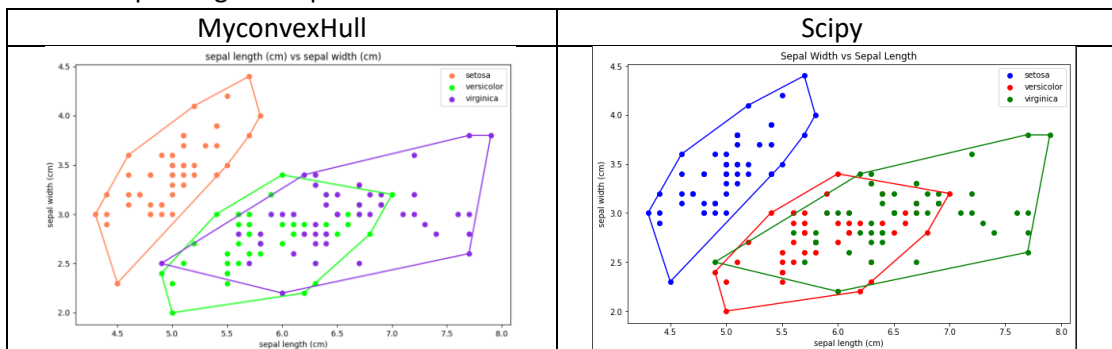 MyconvexHull
Scipy
sepal length (cm) vs sepal width (cm)
4.5
4.0
3.5
3.0
2.5
2.0
sepal width (cm)
setosa
versicolor
virginica
4.5
5.0
5.5
6.0
6.5
7.0
7.5
8.0
sepal length (cm)
Sepal Width vs Sepal Length
4.5
4.0
3.5
3.0
2.5
2.0
sepal width (cm)
setosa
versicolor
virginica
4.5
5.0
5.5
6.0
6.5
7.0
7.5
8.0
sepal length (cm)